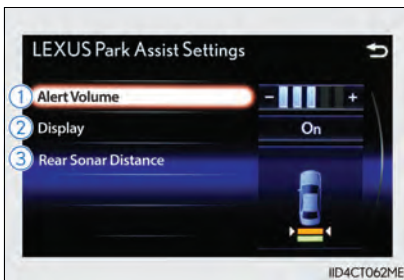 LEXUS Park Assist Settings
1 Alert Volume - +
2 Display On
3 Rear Sonar Distance
IID4CT062ME